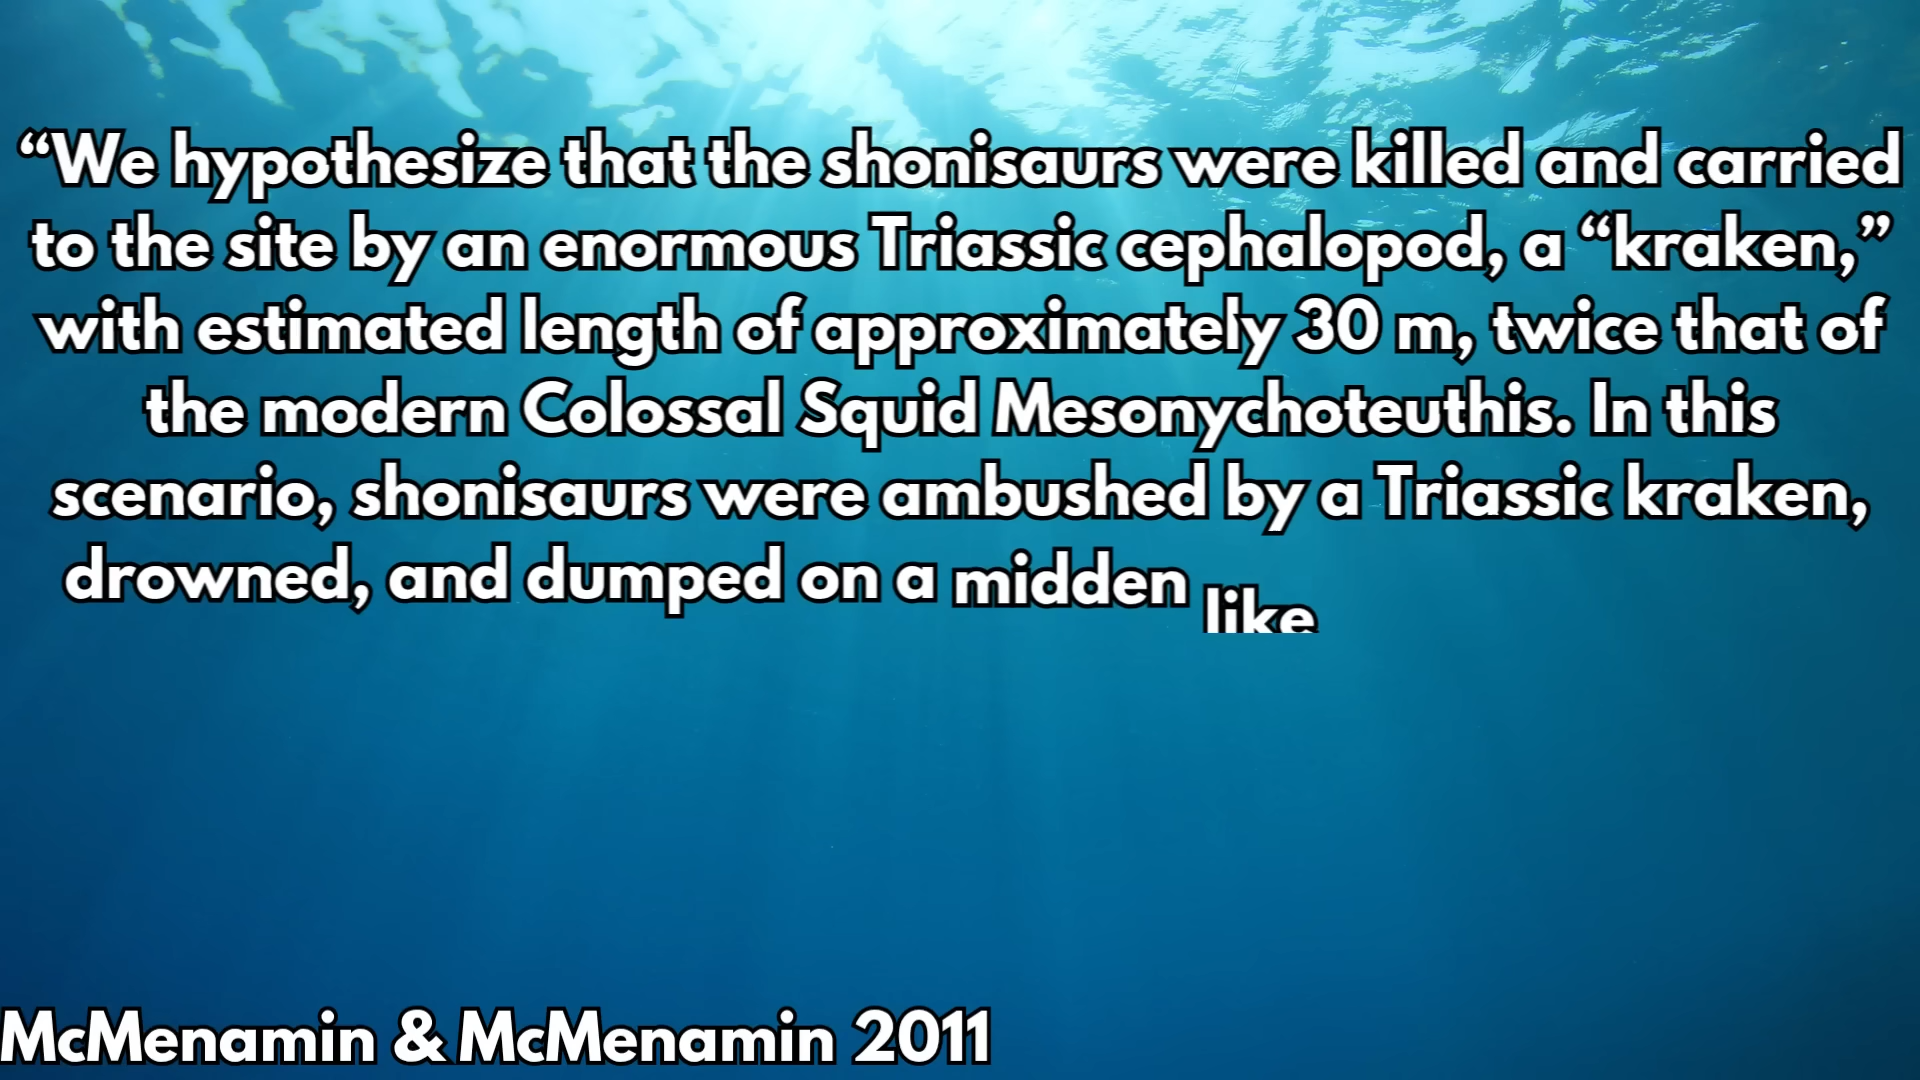 “We hypothesize that the shonisaurs were killed and carried
to the site by an enormous Triassic cephalopod, a “kraken,”
with estimated length of approximately 30 m, twice that of
the modern Colossal Squid Mesonychoteuthis. In this
scenario, shonisaurs were ambushed by a Triassic kraken,
drowned, and dumped on a midden like
McMenamin & McMenamin 2011